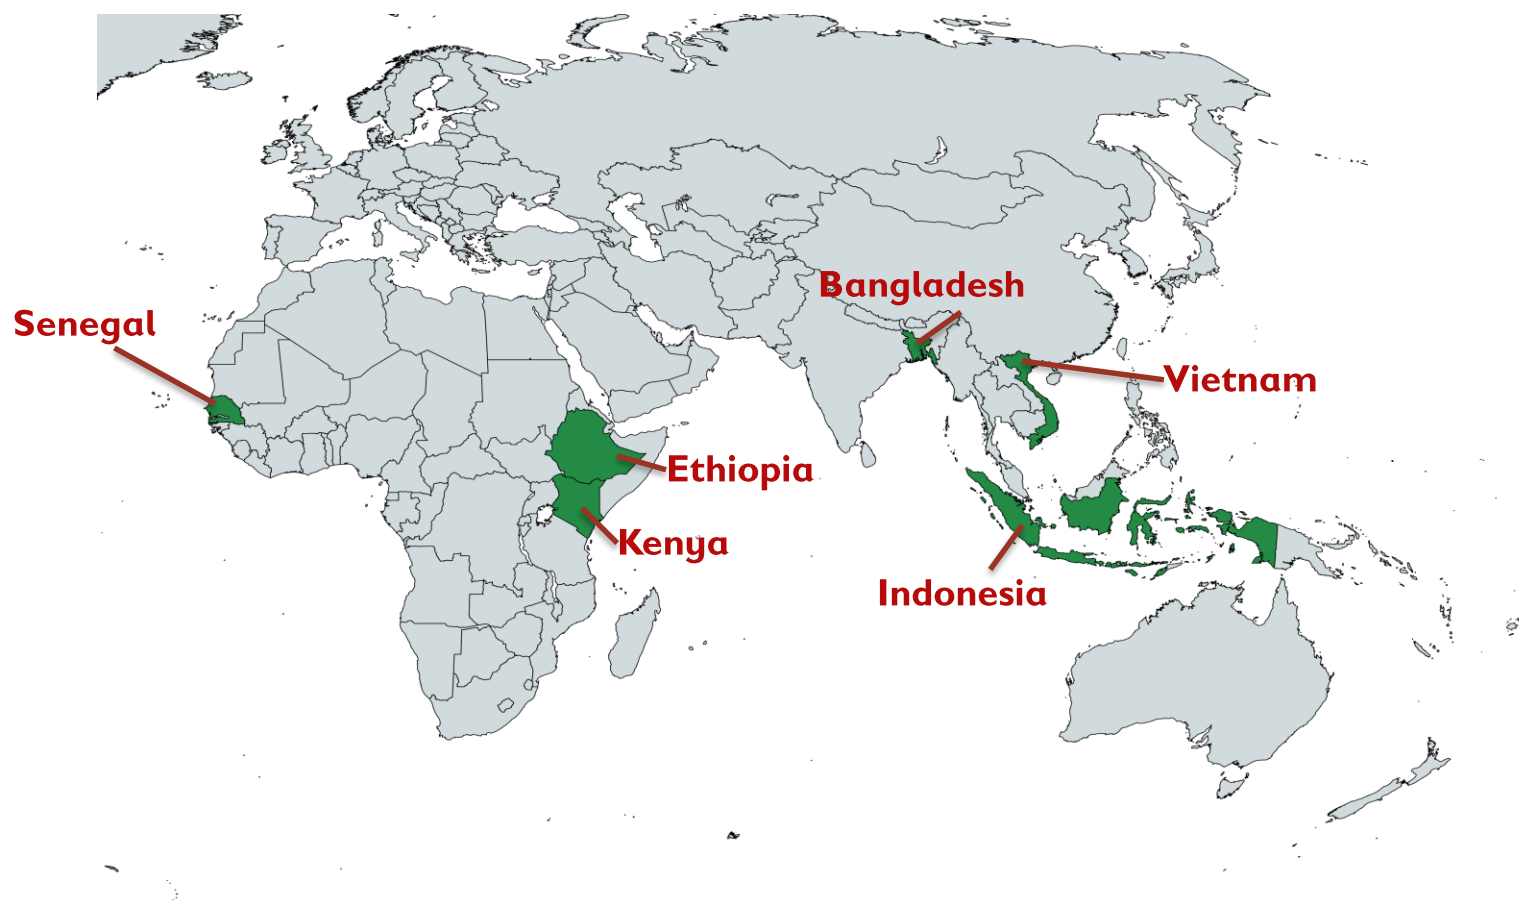 Bangladesh
Senegal
Vietnam
Ethiopia
Kenya
Indonesia